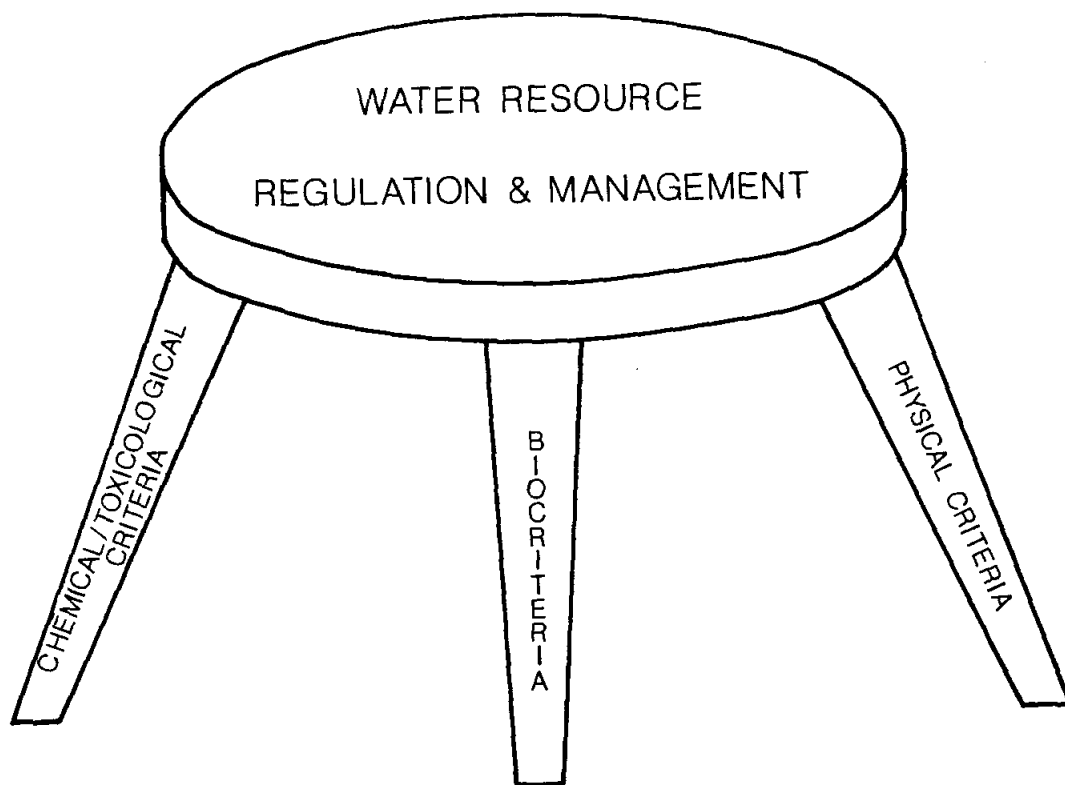 WATER RESOURCE
REGULATION & MANAGEMENT
CHEMICAL/TOXICOLOGICAL
CRITERIA
BIOCRITERIA
PHYSICAL CRITERIA